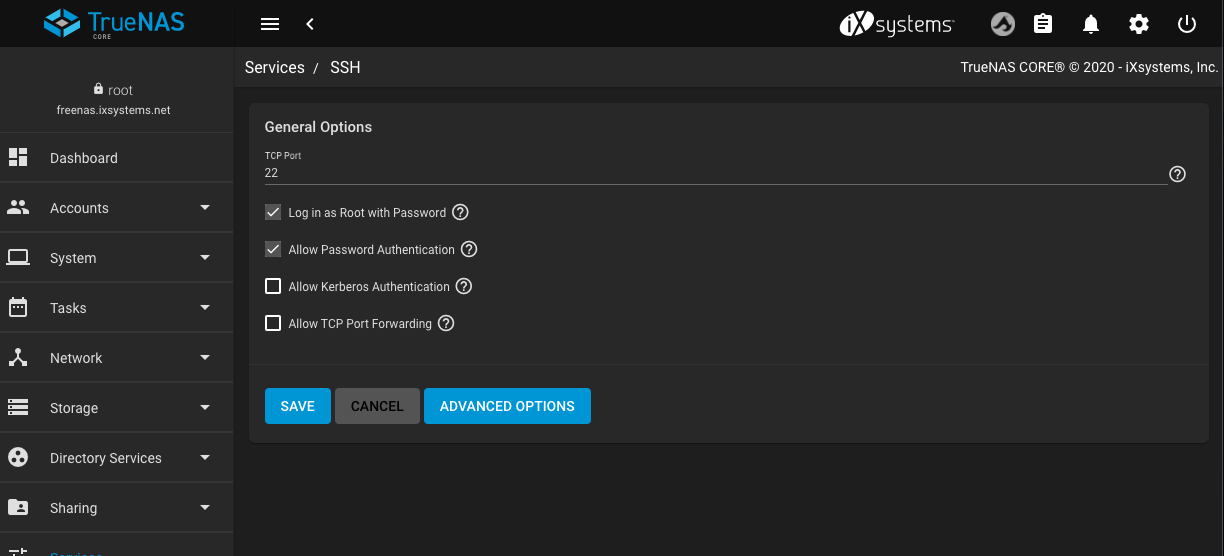 TrueNAS
CORE
iXsystems™
root
freenas.ixsystems.net
Services / SSH
TrueNAS CORE® © 2020 - iXsystems, Inc.
General Options
TCP Port
22
Log in as Root with Password
Allow Password Authentication
Allow Kerberos Authentication
Allow TCP Port Forwarding
SAVE
CANCEL
ADVANCED OPTIONS
Dashboard
Accounts
System
Tasks
Network
Storage
Directory Services
Sharing
Services